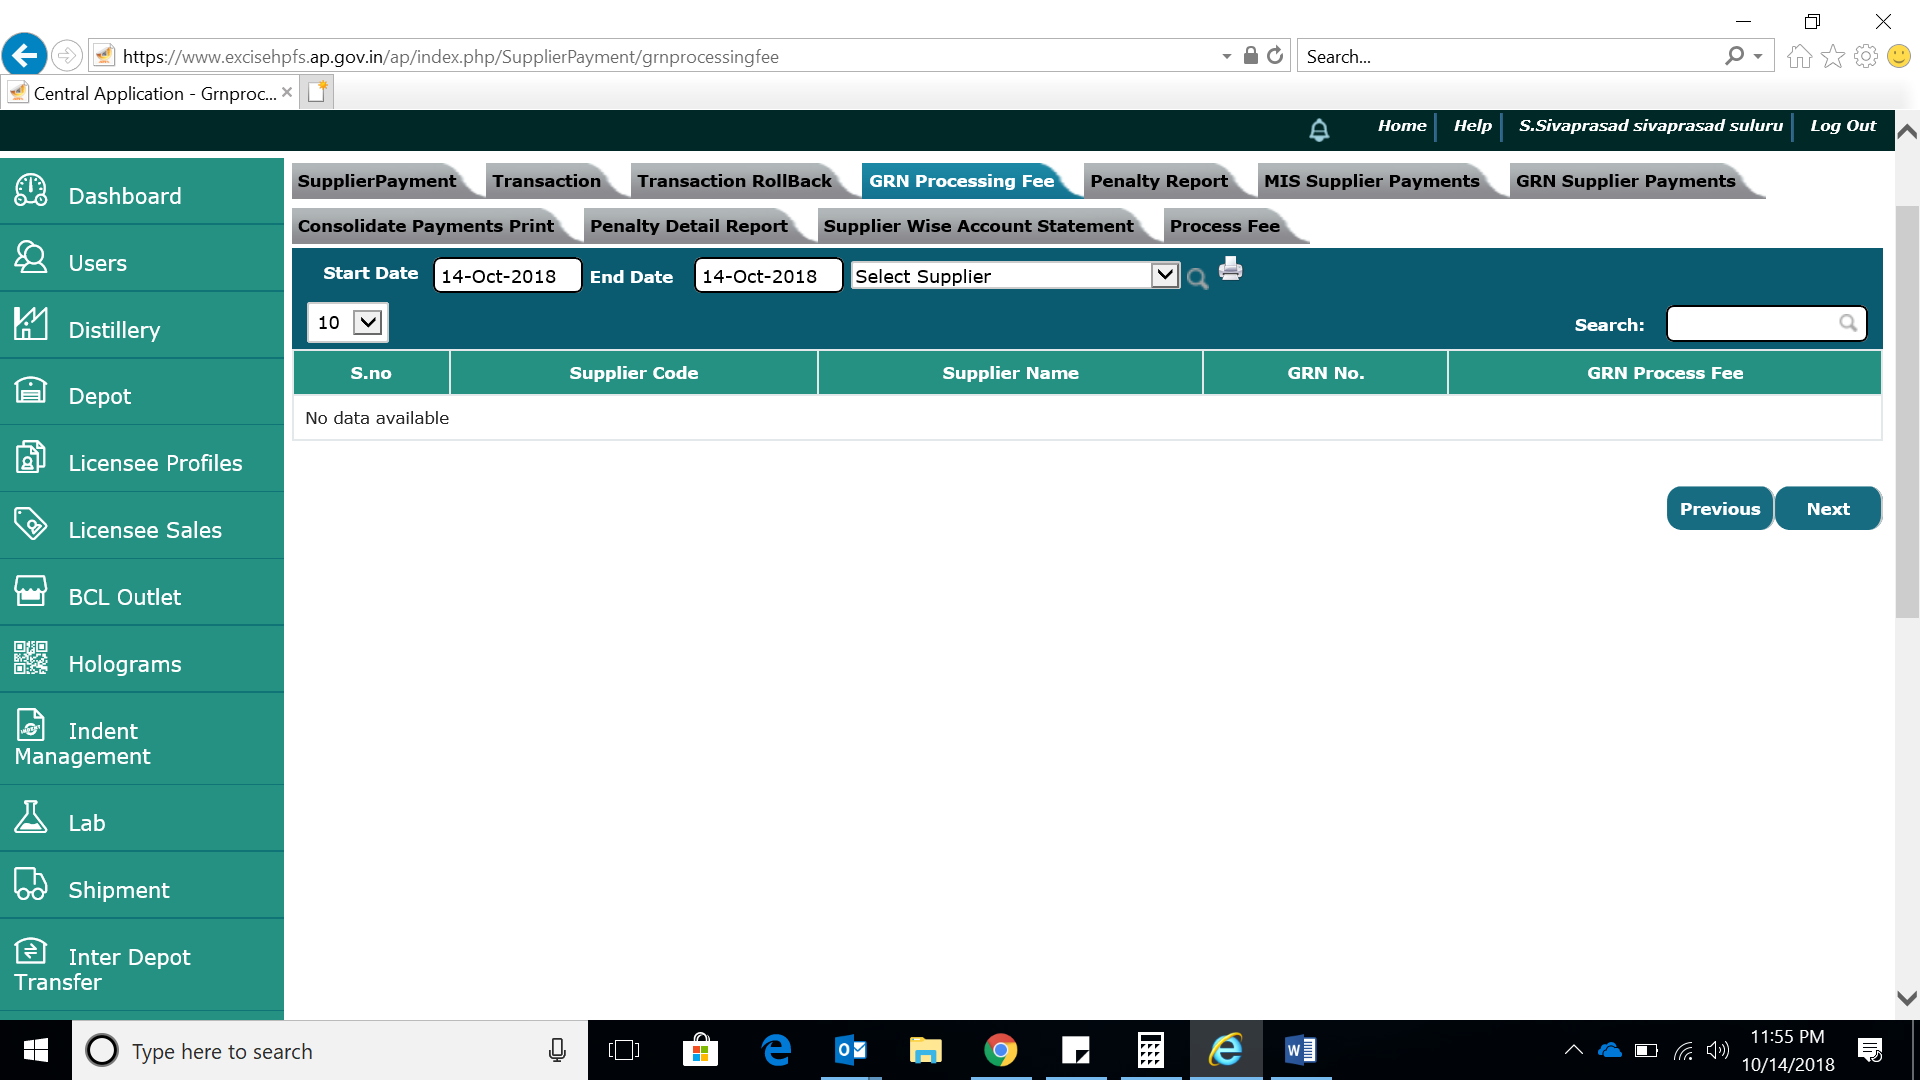 https://www.excisehpfs.ap.gov.in/ap/index.php/SupplierPayment/grnprocessingfee
Search...
Central Application - Grnproc...
Home
Help
S.Sivaprasad sivaprasad suluru
Log Out
Dashboard
Users
Distillery
Depot
Licensee Profiles
Licensee Sales
BCL Outlet
Holograms
Indent
Management
Lab
Shipment
Inter Depot
Transfer
SupplierPayment
Transaction
Transaction RollBack
GRN Processing Fee
Penalty Report
MIS Supplier Payments
GRN Supplier Payments
Consolidate Payments Print
Penalty Detail Report
Supplier Wise Account Statement
Process Fee
Start Date
14-Oct-2018
End Date
14-Oct-2018
Select Supplier
10
Search:
S.no
Supplier Code
Supplier Name
GRN No.
GRN Process Fee
No data available
Previous
Next
Type here to search
11:55 PM
10/14/2018